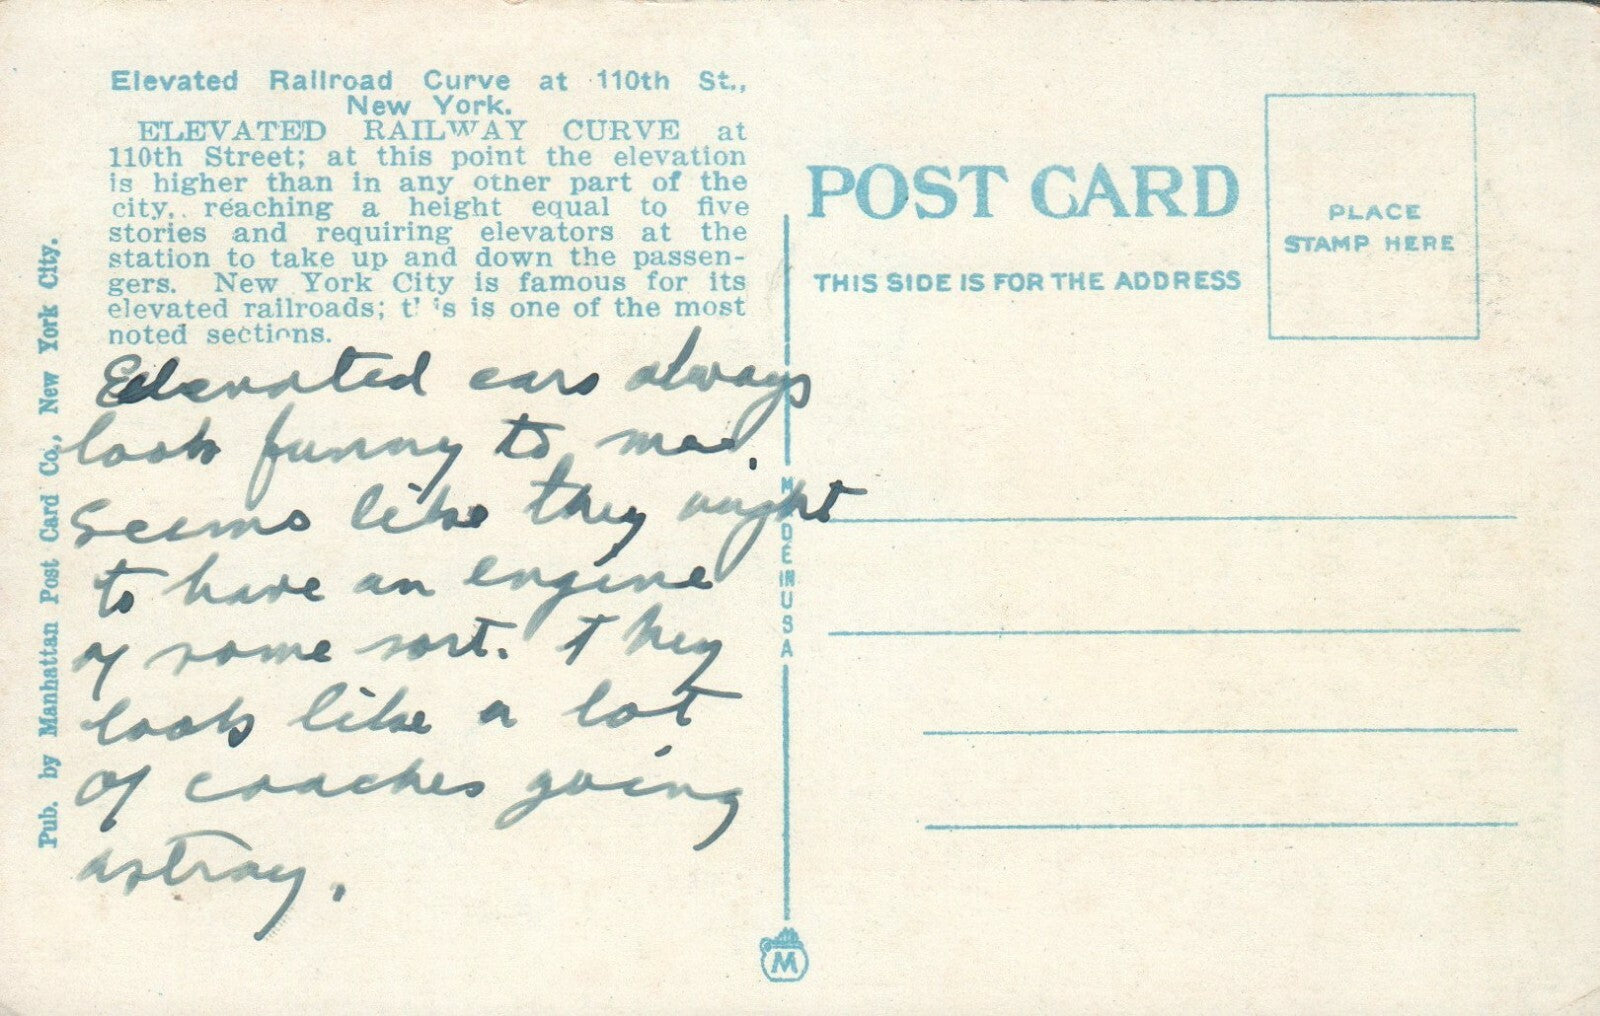 Elevated Railroad Curve at 110th St.,
New York.
ELEVATED RAILWAY CURVE at
110th Street; at this point the elevation
is higher than in any other part of the
city, reaching a height equal to five
stories and requiring elevators at the
station to take up and down the passen-
gers. New York City is famous for its
elevated railroads; this is one of the most
noted sections.
Elevated cars always
look funny to me.
Seems like they ought
to have an engine
of some sort. They
look like a lot
of coaches going
astray.
Pub. by Manhattan Post Card Co., New York City.
MADE IN USA
M
POST CARD
THIS SIDE IS FOR THE ADDRESS
PLACE
STAMP HERE